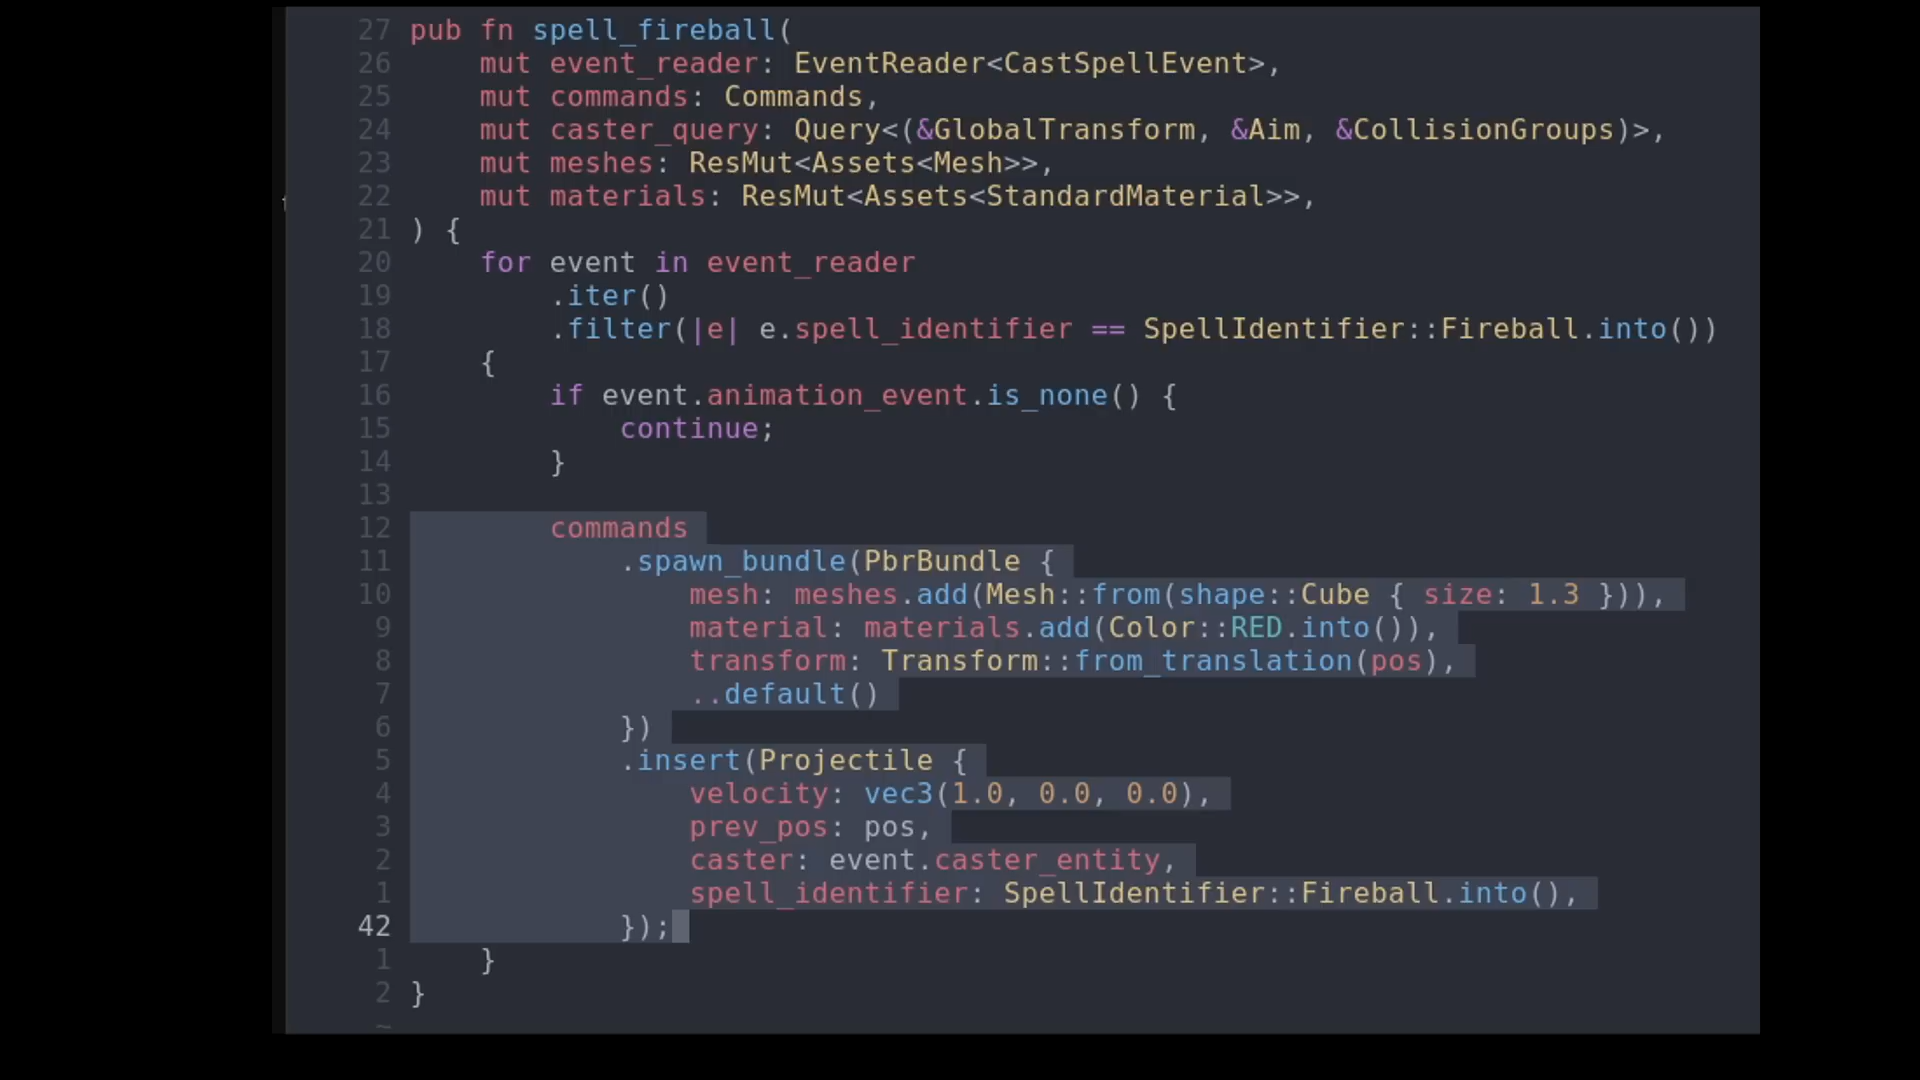 27 pub fn spell_fireball(
26     mut event_reader: EventReader<CastSpellEvent>,
25     mut commands: Commands,
24     mut caster_query: Query<(&GlobalTransform, &Aim, &CollisionGroups)>,
23     mut meshes: ResMut<Assets<Mesh>>,
22     mut materials: ResMut<Assets<StandardMaterial>>,
21 ) {
20     for event in event_reader
19         .iter()
18         .filter(|e| e.spell_identifier == SpellIdentifier::Fireball.into())
17     {
16         if event.animation_event.is_none() {
15             continue;
14         }
13
12         commands
11             .spawn_bundle(PbrBundle {
10                 mesh: meshes.add(Mesh::from(shape::Cube { size: 1.3 })),
9                 material: materials.add(Color::RED.into()),
8                 transform: Transform::from_translation(pos),
7                 ..default()
6             })
5             .insert(Projectile {
4                 velocity: vec3(1.0, 0.0, 0.0),
3                 prev_pos: pos,
2                 caster: event.caster_entity,
1                 spell_identifier: SpellIdentifier::Fireball.into(),
42             });
1     }
2 }
~